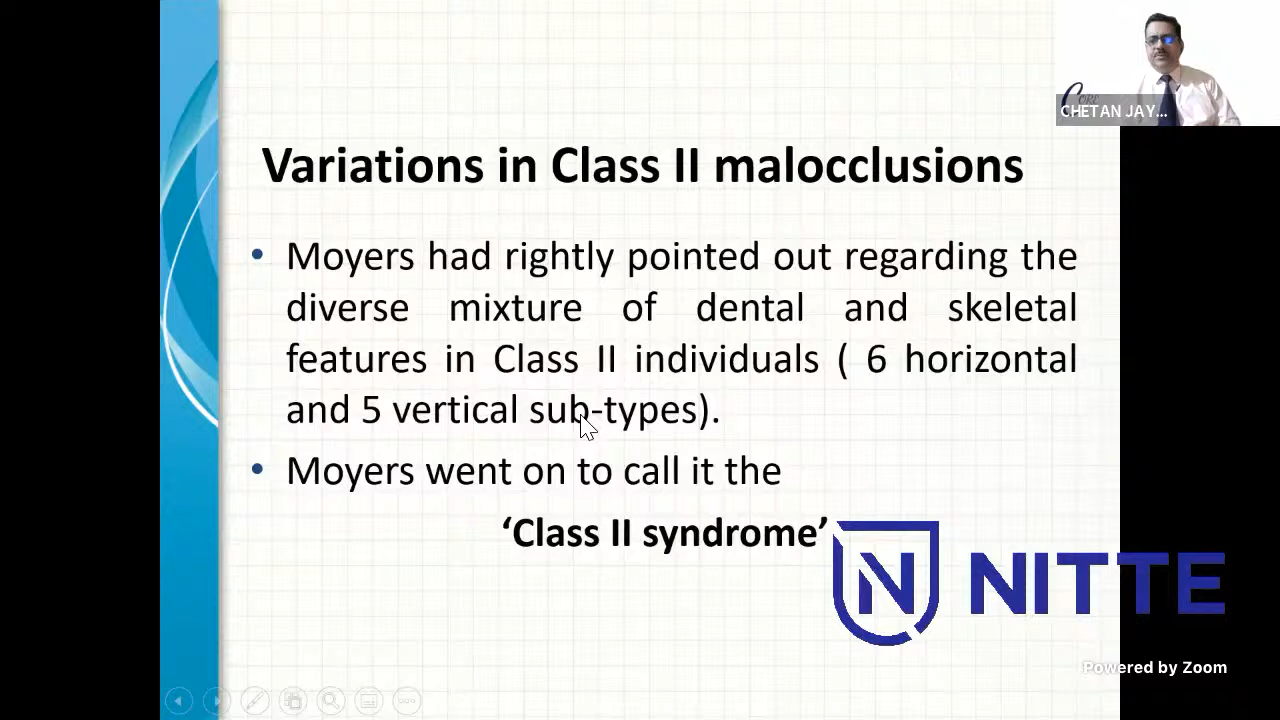 CHETAN JAY...
Variations in Class II malocclusions
• Moyers had rightly pointed out regarding the
diverse mixture of dental and skeletal
features in Class II individuals ( 6 horizontal
and 5 vertical sub-types).
• Moyers went on to call it the
‘Class II syndrome’
N NITTE
Powered by Zoom